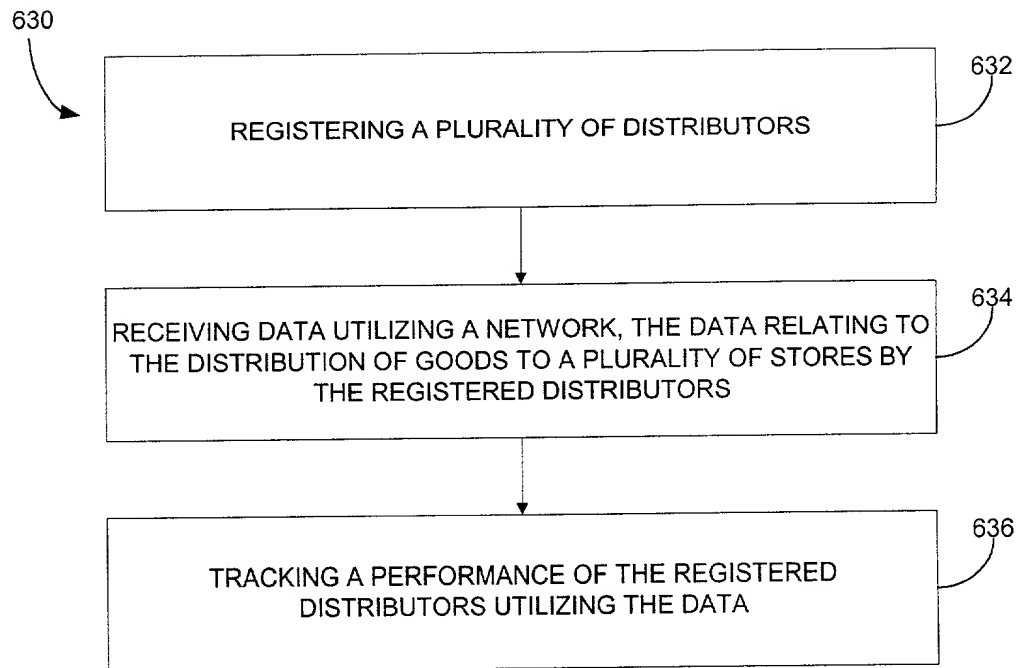 630
632
REGISTERING A PLURALITY OF DISTRIBUTORS
634
RECEIVING DATA UTILIZING A NETWORK, THE DATA RELATING TO
THE DISTRIBUTION OF GOODS TO A PLURALITY OF STORES BY
THE REGISTERED DISTRIBUTORS
636
TRACKING A PERFORMANCE OF THE REGISTERED
DISTRIBUTORS UTILIZING THE DATA